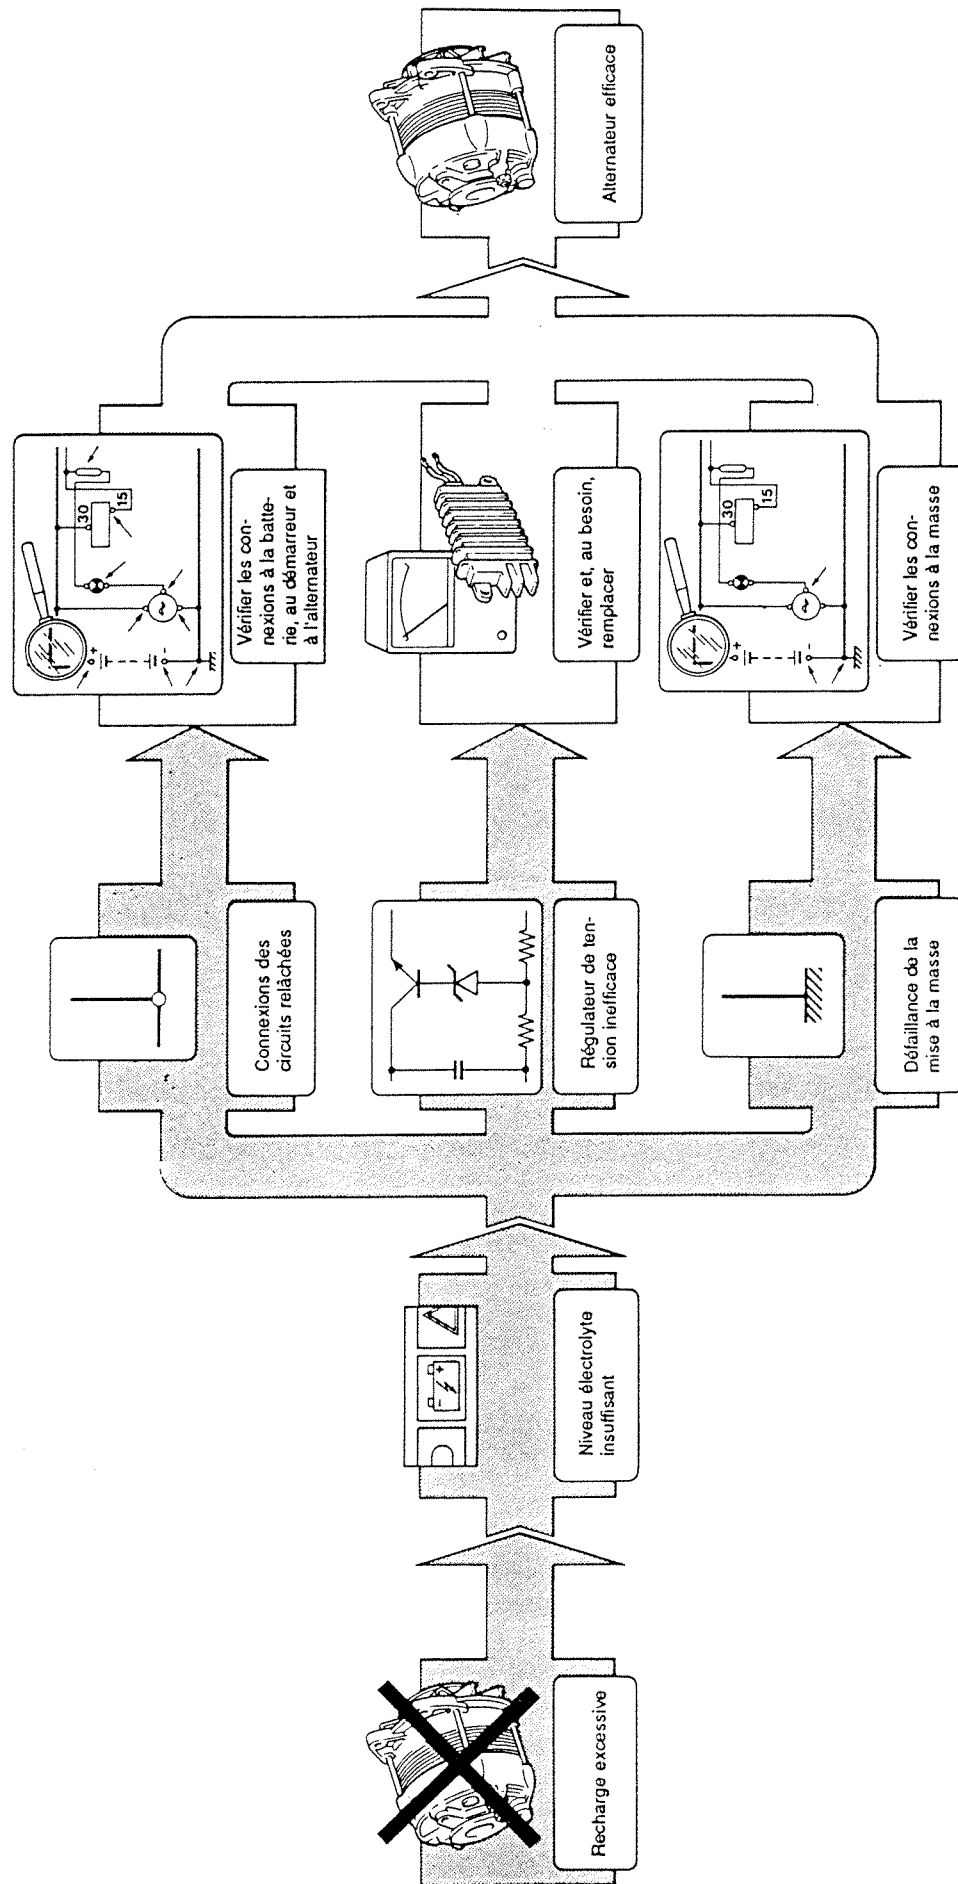 Recharge excessive
Niveau électrolyte
insuffisant
Connexions des
circuits relâchées
Régulateur de ten-
sion inefficace
Défaillance de la
mise à la masse
+
-
30
15
Vérifier les con-
nexions à la batte-
rie, au démarreur et
à l'alternateur
Vérifier et, au besoin,
remplacer
+
-
30
15
Vérifier les con-
nexions à la masse
Alternateur efficace